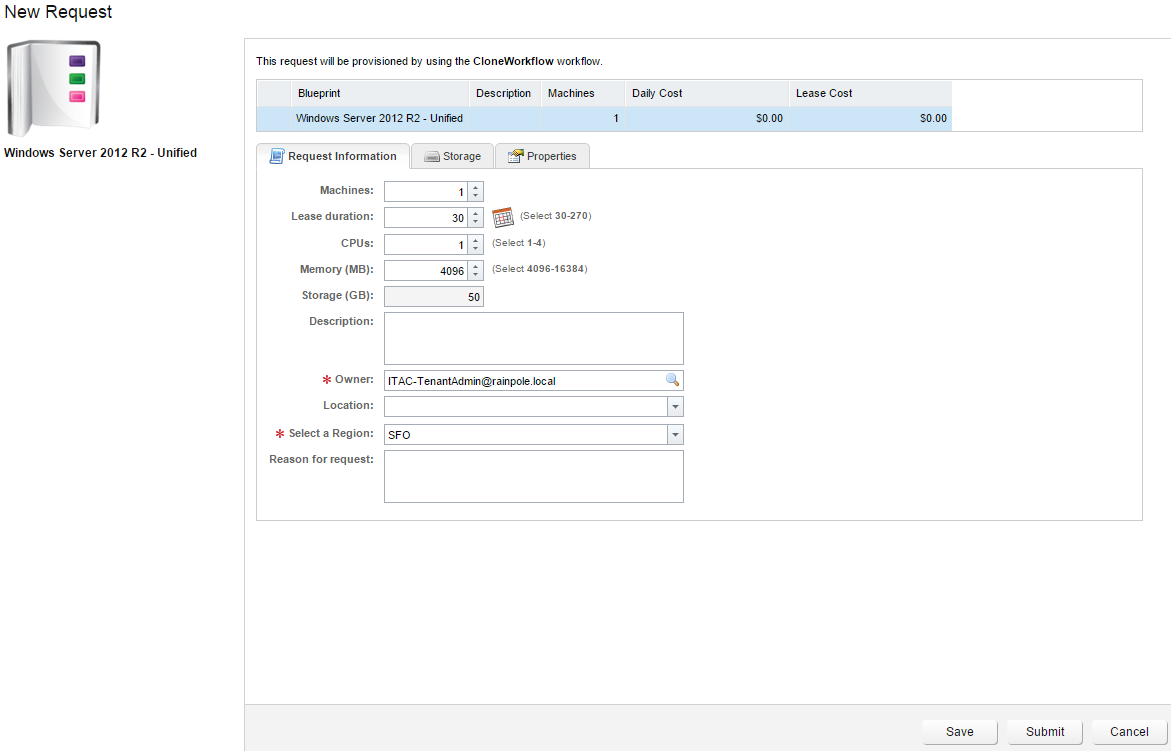 New Request
Windows Server 2012 R2 - Unified
This request will be provisioned by using the CloneWorkflow workflow.
Blueprint Description Machines Daily Cost Lease Cost
Windows Server 2012 R2 - Unified 1 $0.00 $0.00
Request Information Storage Properties
Machines: 1
Lease duration: 30 (Select 30-270)
CPUs: 1 (Select 1-4)
Memory (MB): 4096 (Select 4096-16384)
Storage (GB): 50
Description:
* Owner: ITAC-TenantAdmin@rainpole.local
Location:
* Select a Region: SFO
Reason for request:
Save Submit Cancel